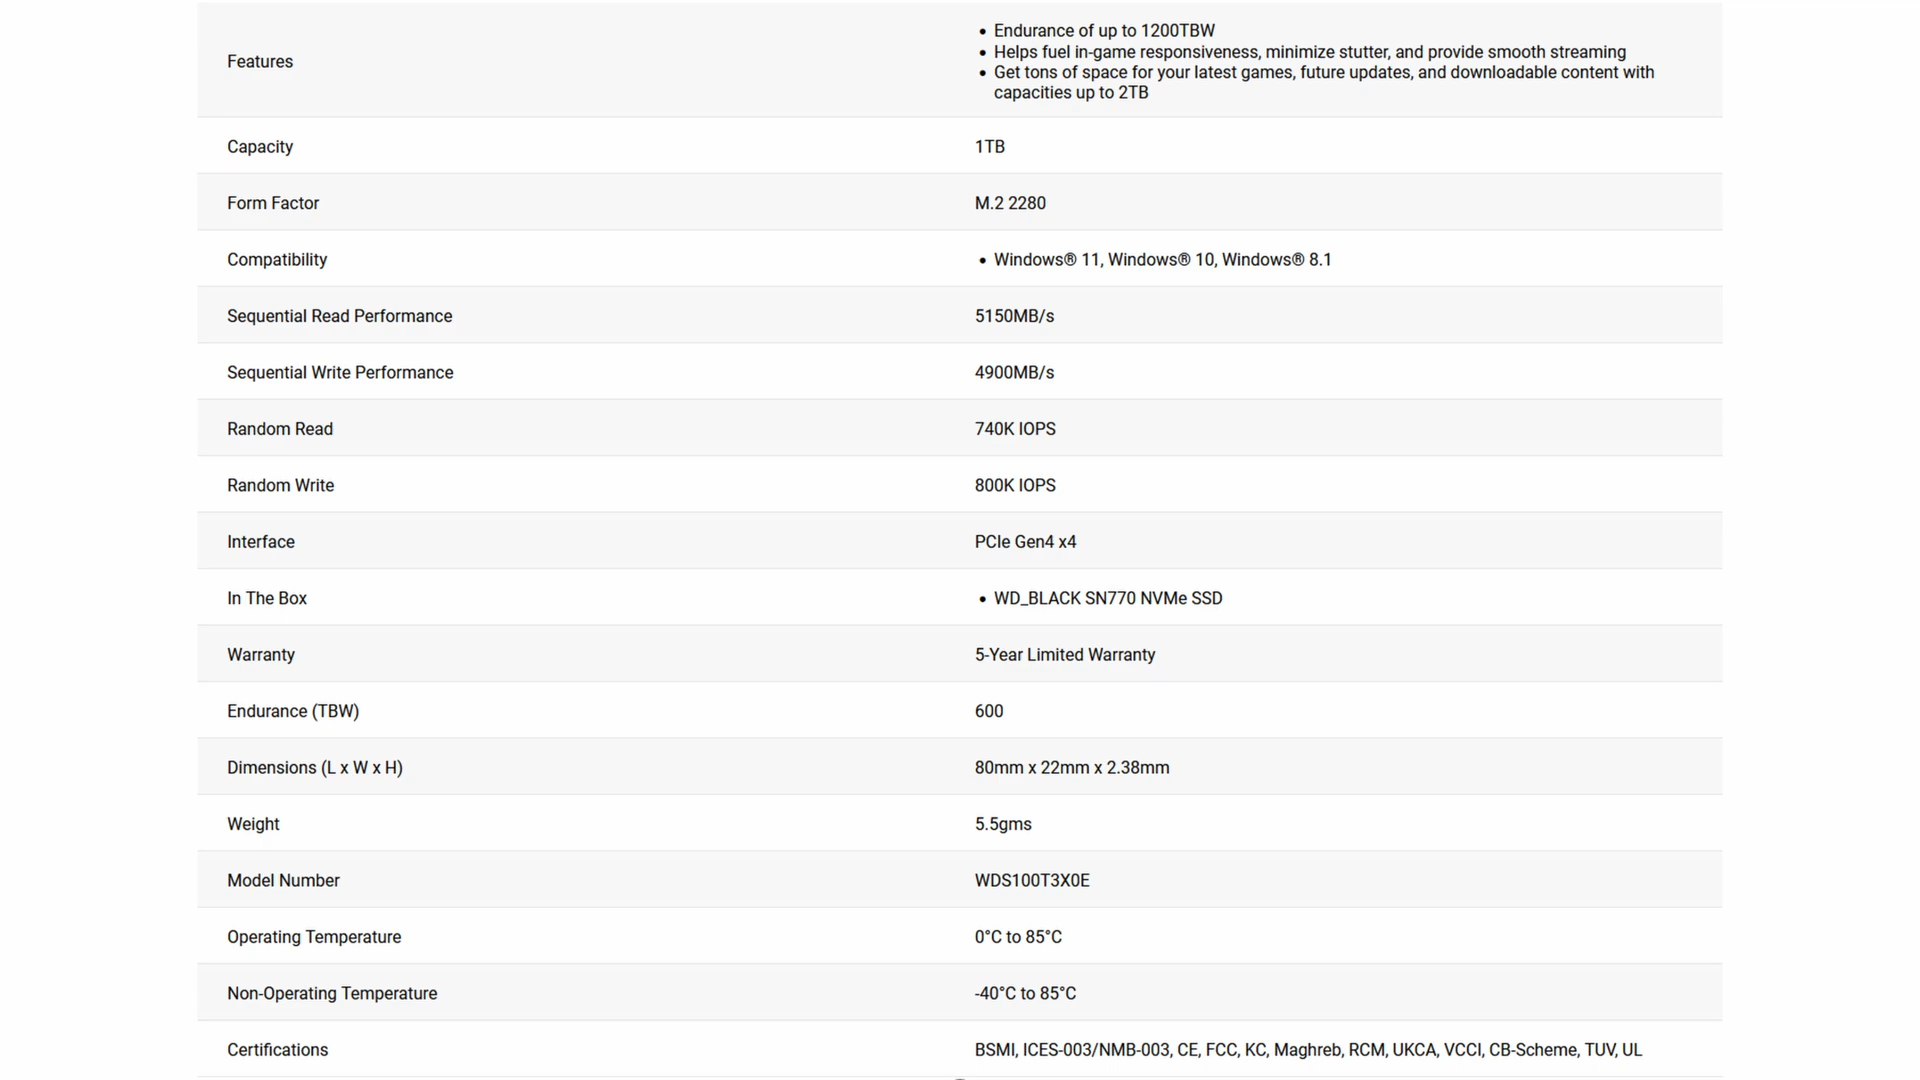 Features
• Endurance of up to 1200TBW
• Helps fuel in-game responsiveness, minimize stutter, and provide smooth streaming
• Get tons of space for your latest games, future updates, and downloadable content with
capacities up to 2TB
Capacity 1TB
Form Factor M.2 2280
Compatibility • Windows® 11, Windows® 10, Windows® 8.1
Sequential Read Performance 5150MB/s
Sequential Write Performance 4900MB/s
Random Read 740K IOPS
Random Write 800K IOPS
Interface PCIe Gen4 x4
In The Box • WD_BLACK SN770 NVMe SSD
Warranty 5-Year Limited Warranty
Endurance (TBW) 600
Dimensions (L x W x H) 80mm x 22mm x 2.38mm
Weight 5.5gms
Model Number WDS100T3X0E
Operating Temperature 0°C to 85°C
Non-Operating Temperature -40°C to 85°C
Certifications BSMI, ICES-003/NMB-003, CE, FCC, KC, Maghreb, RCM, UKCA, VCCI, CB-Scheme, TUV, UL